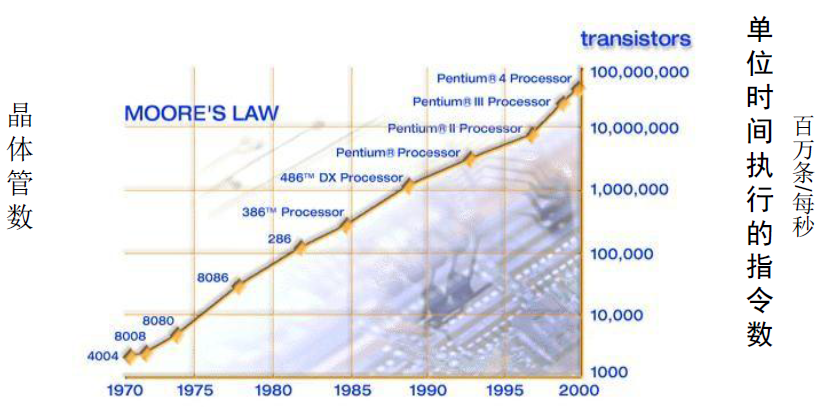 晶体管数
MOORE'S LAW
transistors
100,000,000
10,000,000
1,000,000
100,000
10,000
1000
Pentium® 4 Processor
Pentium® III Processor
Pentium® II Processor
Pentium® Processor
486™ DX Processor
386™ Processor
286
8086
8080
8008
4004
1970 1975 1980 1985 1990 1995 2000
单位时间执行的指令数
百万条/每秒